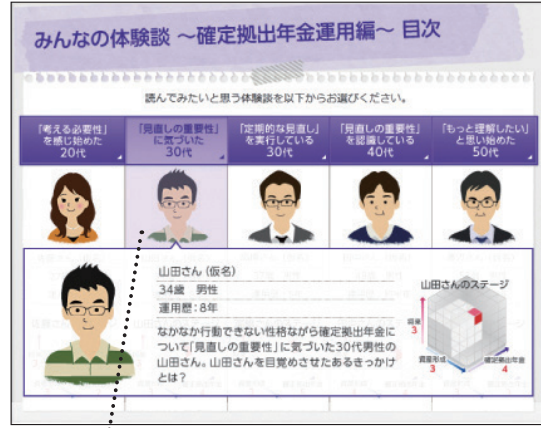 みんなの体験談 ~確定拠出年金運用編~ 目次
読んでみたいと思う体験談を以下からお選びください。
「考える必要性」
を感じ始めた
20代
「見直しの重要性」
に気づいた
30代
「定期的な見直し」
を実行している
30代
「見直しの重要性」
を認識している
40代
「もっと理解したい」
と思い始めた
50代
山田さん(仮名)
34歳 男性
運用歴:8年
なかなか行動できない性格ながら確定拠出年金に
ついて「見直しの重要性」に気づいた30代男性の
山田さん。山田さんを目覚めさせたあるきっかけ
とは?
山田さんのステージ
3
資産形成
3
確定拠出年金
4